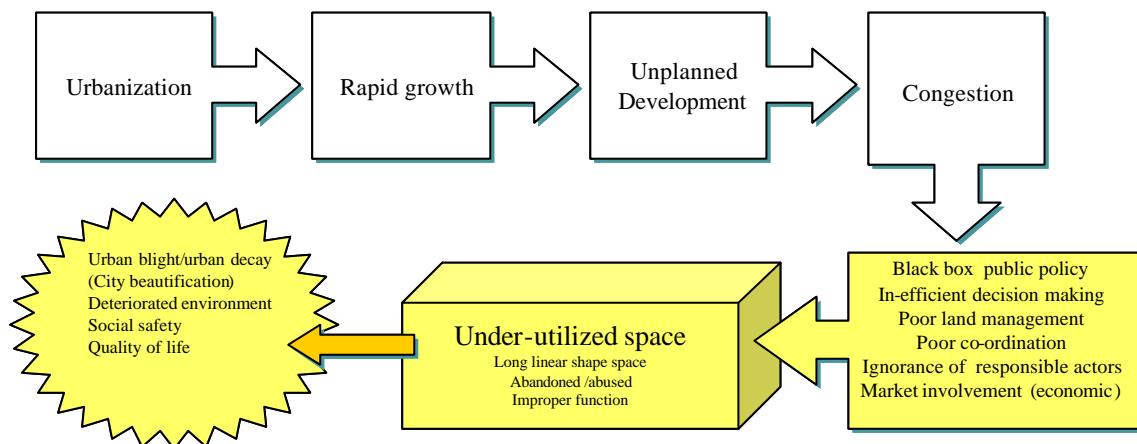 Urbanization
Rapid growth
Unplanned
Development
Congestion
Black box public policy
In-efficient decision making
Poor land management
Poor co-ordination
Ignorance of responsible actors
Market involvement (economic)
Under-utilized space
Long linear shape space
Abandoned /abused
Improper function
Urban blight/urban decay
(City beautification)
Deteriorated environment
Social safety
Quality of life